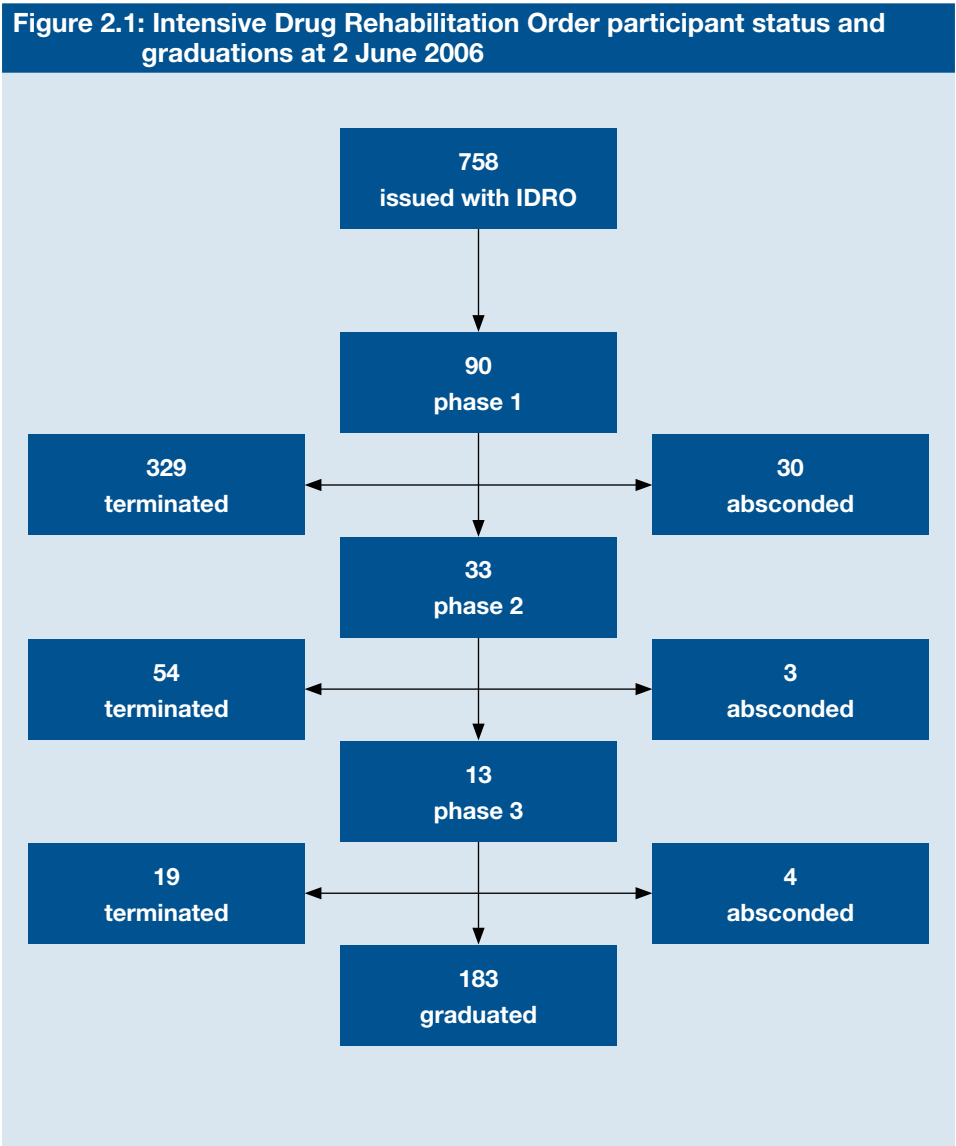 Figure 2.1: Intensive Drug Rehabilitation Order participant status and
graduations at 2 June 2006
758
issued with IDRO
90
phase 1
329
terminated
30
absconded
33
phase 2
54
terminated
3
absconded
13
phase 3
19
terminated
4
absconded
183
graduated